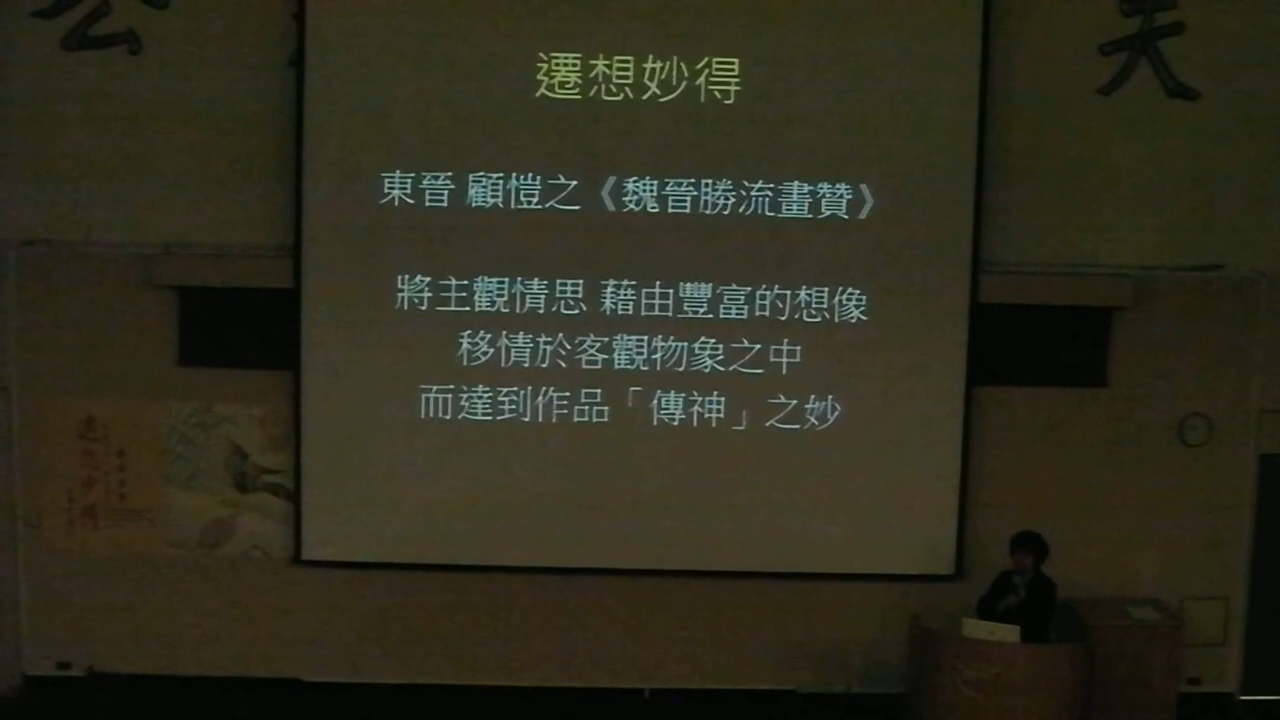 公
夫
遷想妙得
東晉 顧愷之《魏晉勝流畫贊》
將主觀情思 藉由豐富的想像
移情於客觀物象之中
而達到作品「傳神」之妙